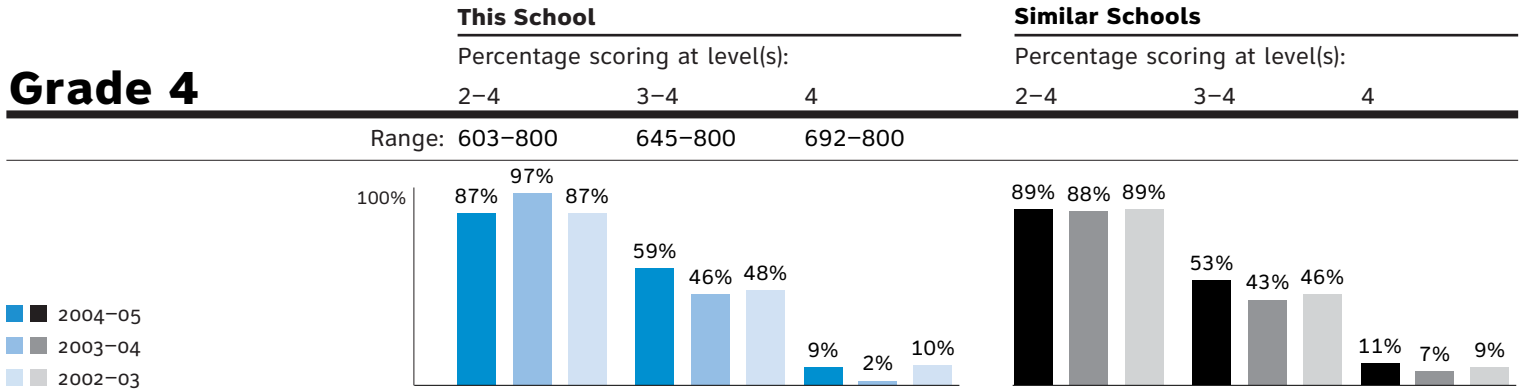 This School Similar Schools
Percentage scoring at level(s): Percentage scoring at level(s):
Grade 4 2–4 3–4 4 2–4 3–4 4
Range: 603–800 645–800 692–800
100% 87% 97% 87% 59% 46% 48% 9% 2% 10% 89% 88% 89% 53% 43% 46% 11% 7% 9%
2004–05
2003–04
2002–03